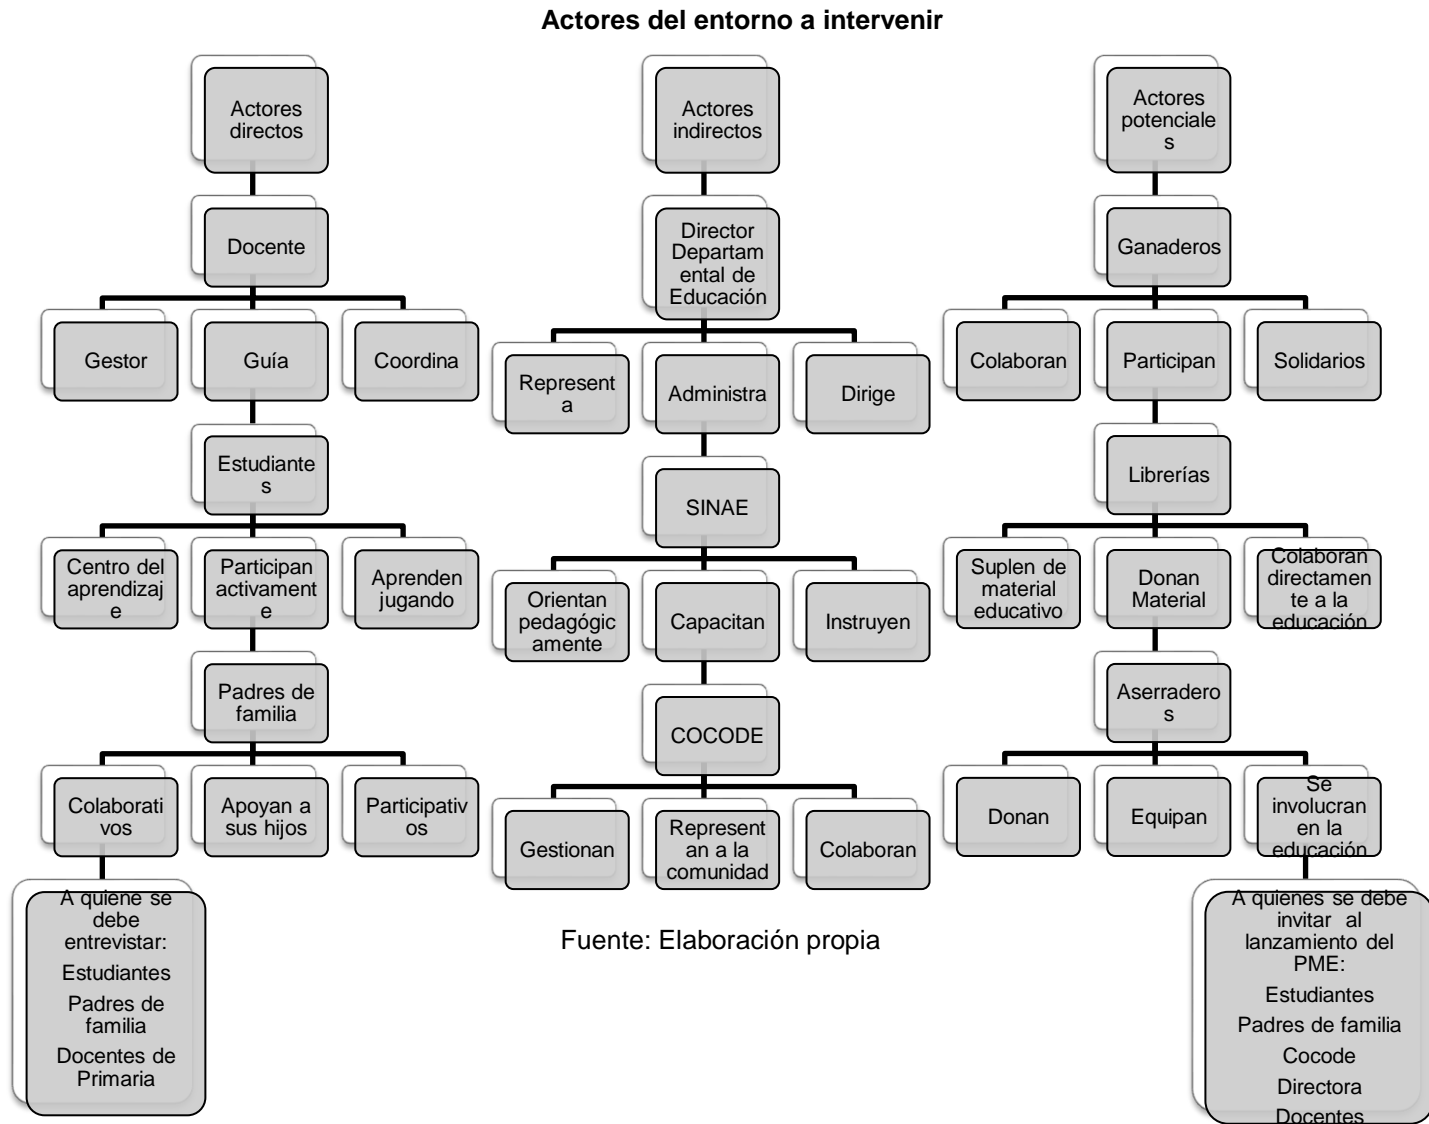 Actores del entorno a intervenir
Actores
directos
Docente
Gestor
Guía
Coordina
Estudiante
s
Centro del
aprendizaj
e
Participan
activament
e
Aprenden
jugando
Padres de
familia
Colaborati
vos
Apoyan a
sus hijos
Participativ
os
A quiene se
debe
entrevistar:
Estudiantes
Padres de
familia
Docentes de
Primaria
Actores
indirectos
Director
Departam
ental de
Educación
Represent
a
Administra
Dirige
SINAE
Orientan
pedagógic
amente
Capacitan
Instruyen
COCODE
Gestionan
Represent
an a la
comunidad
Colaboran
Actores
potenciale
s
Ganaderos
Colaboran
Participan
Solidarios
Librerías
Suplen de
material
educativo
Donan
Material
Colaboran
directamen
te a la
educación
Aserradero
s
Donan
Equipan
Se
involucran
en la
educación
A quienes se debe
invitar al
lanzamiento del
PME:
Estudiantes
Padres de familia
Cocode
Directora
Docentes
Fuente: Elaboración propia